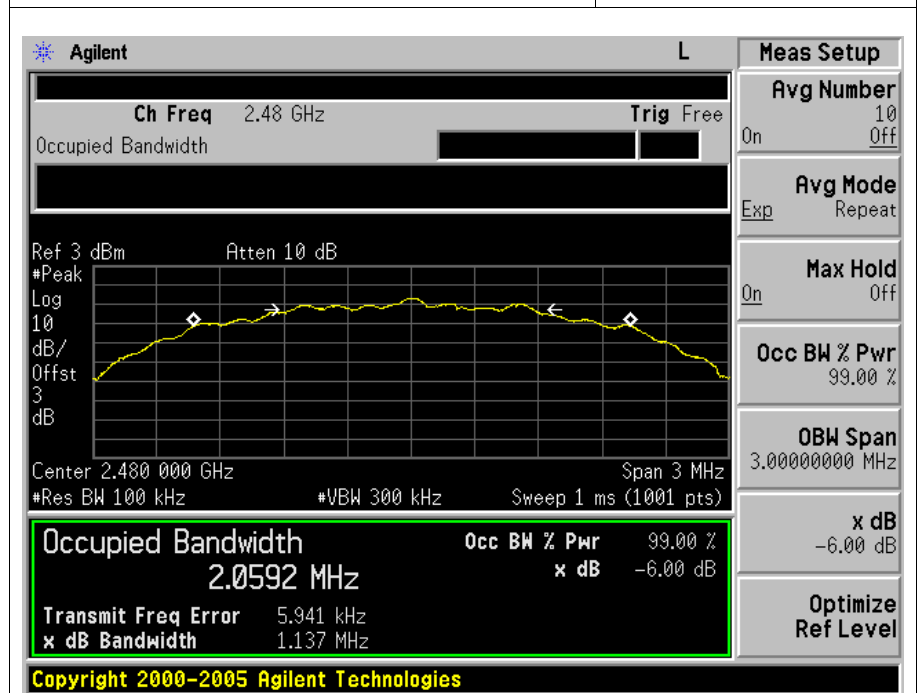 Agilent L Meas Setup
Ch Freq 2.48 GHz Trig Free
Occupied Bandwidth
Avg Number
10
On Off
Avg Mode
Exp Repeat
Max Hold
On Off
Occ BW % Pwr
99.00 %
OBW Span
3.00000000 MHz
x dB
-6.00 dB
Optimize
Ref Level
Ref 3 dBm Atten 10 dB
#Peak
Log
10
dB/
Offst
3
dB
Center 2.480 000 GHz Span 3 MHz
#Res BW 100 kHz #VBW 300 kHz Sweep 1 ms (1001 pts)
Occupied Bandwidth Occ BW % Pwr 99.00 %
2.0592 MHz x dB -6.00 dB
Transmit Freq Error 5.941 kHz
x dB Bandwidth 1.137 MHz
Copyright 2000-2005 Agilent Technologies